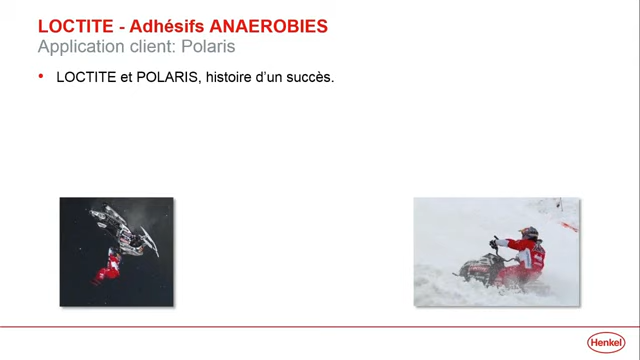 LOCTITE - Adhésifs ANAEROBIES
Application client: Polaris
• LOCTITE et POLARIS, histoire d'un succès.
Henkel